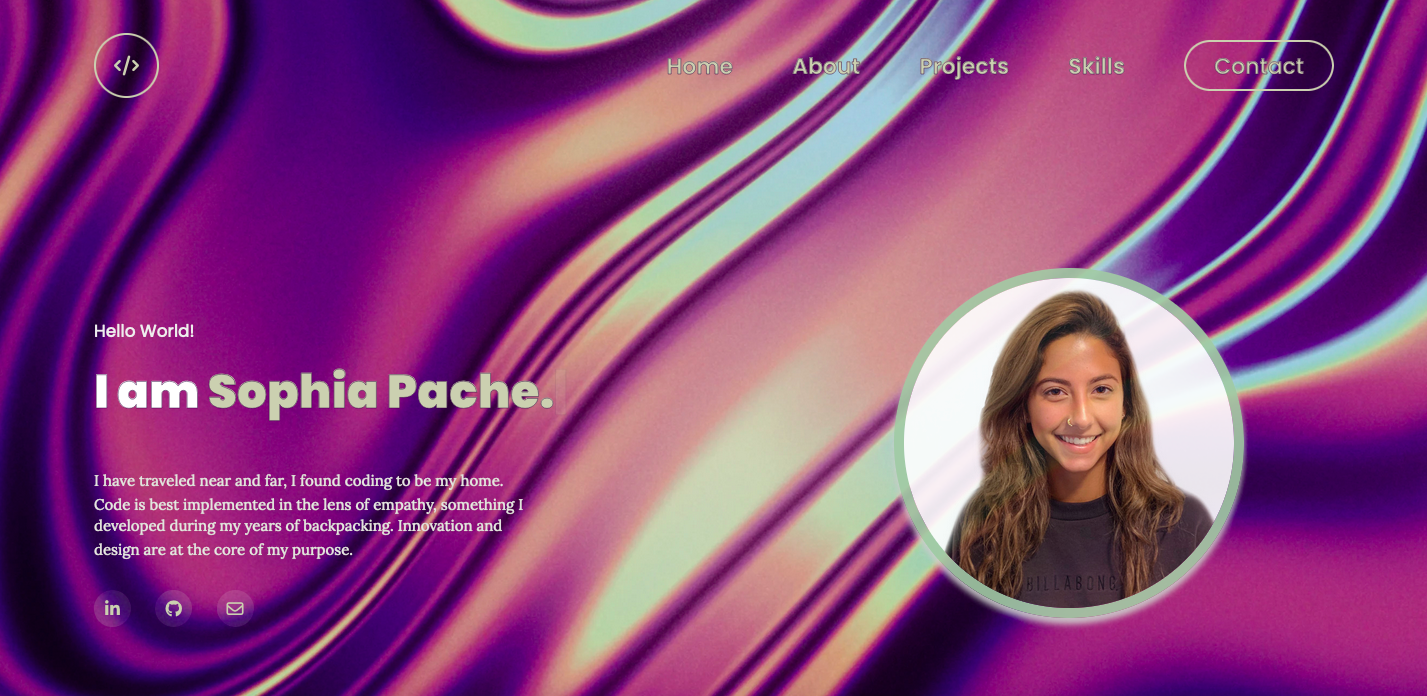 </>
Home About Projects Skills Contact
Hello World!
I am Sophia Pache.
I have traveled near and far, I found coding to be my home.
Code is best implemented in the lens of empathy, something I
developed during my years of backpacking. Innovation and
design are at the core of my purpose.
in
BILLABONG